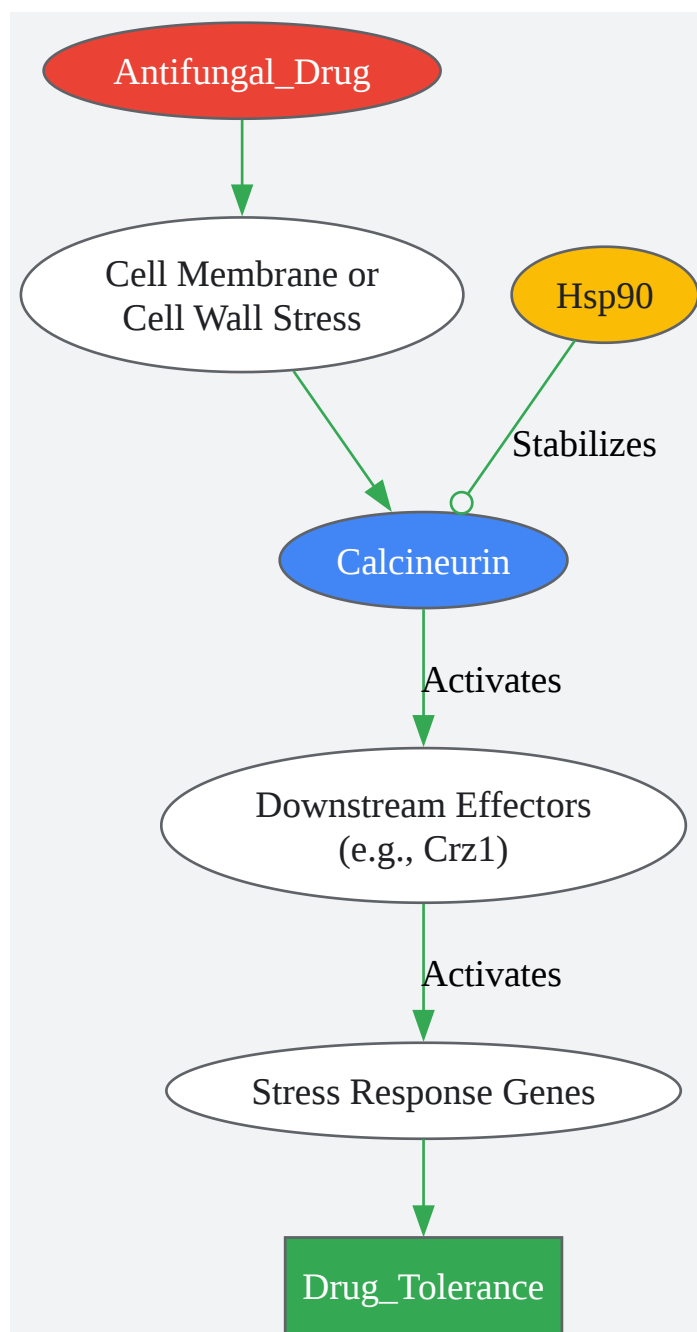 Antifungal_Drug
Cell Membrane or
Cell Wall Stress
Hsp90
Stabilizes
Calcineurin
Activates
Downstream Effectors
(e.g., Crz1)
Activates
Stress Response Genes
Drug_Tolerance